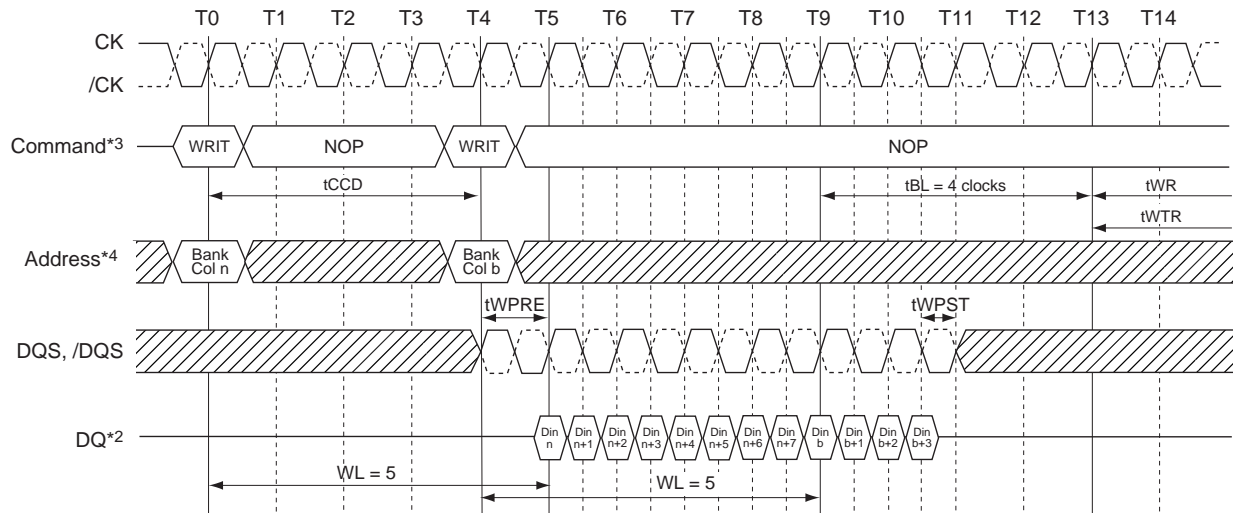 T0 T1 T2 T3 T4 T5 T6 T7 T8 T9 T10 T11 T12 T13 T14
CK
/CK
Command*3 WRIT NOP WRIT NOP
tCCD tBL = 4 clocks tWR
tWTR
Address*4 Bank Col n Bank Col b
tWPRE tWPST
DQS, /DQS
DQ*2 Din n Din n+1 Din n+2 Din n+3 Din n+4 Din n+5 Din n+6 Din n+7 Din b Din b+1 Din b+2 Din b+3
WL = 5 WL = 5